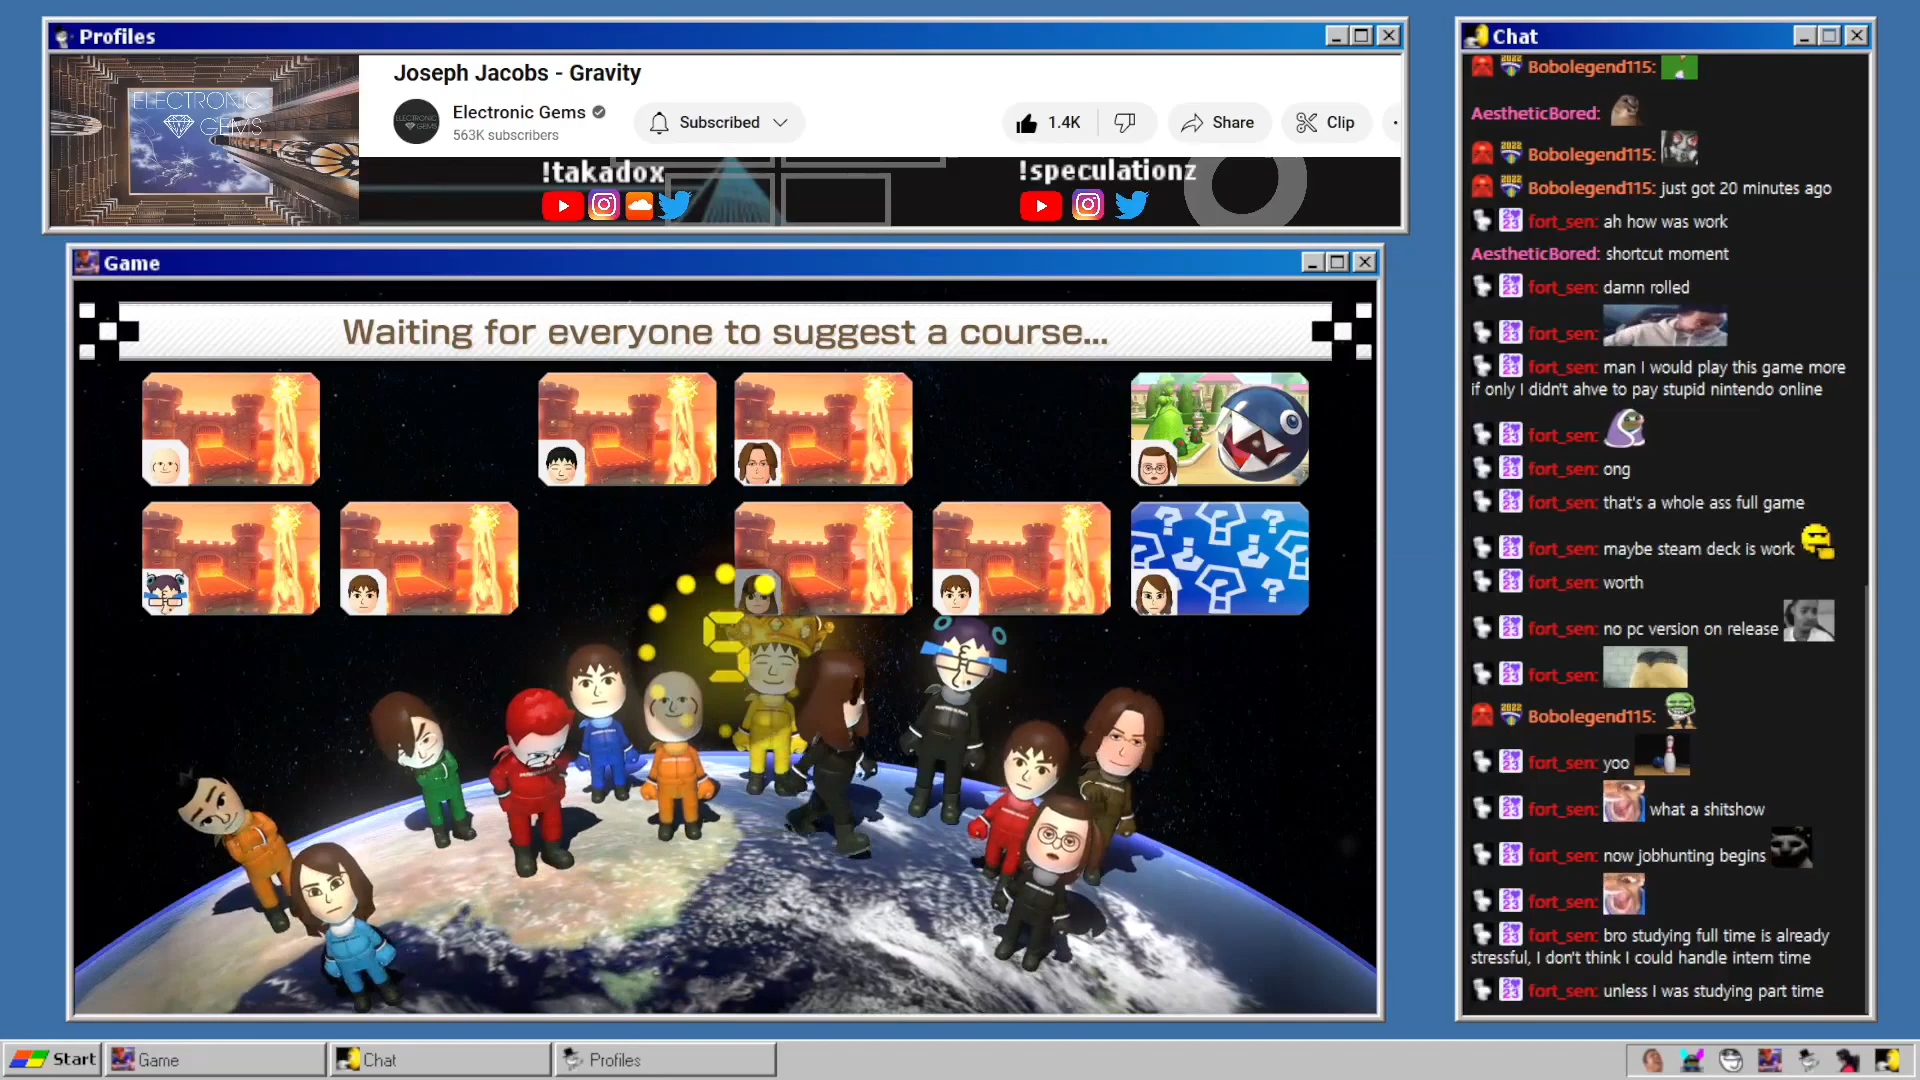 Profiles
ELECTRONIC
GEMS
Joseph Jacobs - Gravity
Electronic Gems
563K subscribers
Subscribed
1.4K
Share
Clip
!takadox
!speculationz
Game
Waiting for everyone to suggest a course...
5
Chat
Bobolegend115:
AestheticBored:
Bobolegend115:
Bobolegend115: just got 20 minutes ago
fort_sen: ah how was work
AestheticBored: shortcut moment
fort_sen: damn rolled
fort_sen:
fort_sen: man I would play this game more
if only I didn't ahve to pay stupid nintendo online
fort_sen:
fort_sen: ong
fort_sen: that's a whole ass full game
fort_sen: maybe steam deck is work
fort_sen: worth
fort_sen: no pc version on release
fort_sen:
Bobolegend115:
fort_sen: yoo
fort_sen: what a shitshow
fort_sen: now jobhunting begins
fort_sen:
fort_sen: bro studying full time is already
stressful, I don't think I could handle intern time
fort_sen: unless I was studying part time
Start
Game
Chat
Profiles